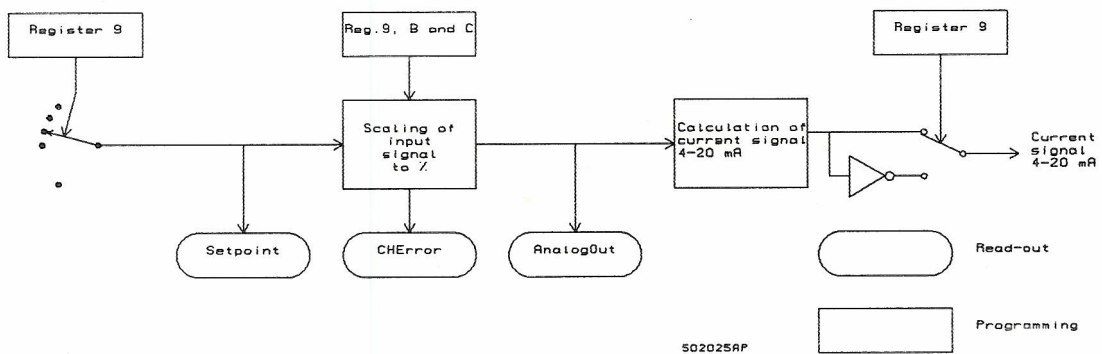 Register 9
Reg.9, B and C
Register 9
Scaling of
input
signal
to %
Calculation of
current signal
4-20 mA
Current
signal
4-20 mA
Setpoint
CHError
AnalogOut
Read-out
Programming
502025AP